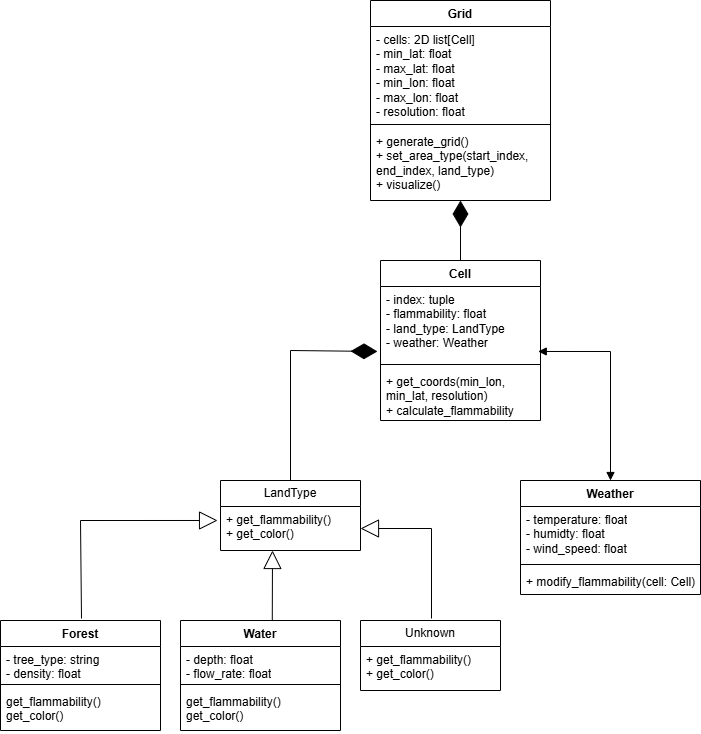 Grid
- cells: 2D list[Cell]
- min_lat: float
- max_lat: float
- min_lon: float
- max_lon: float
- resolution: float
+ generate_grid()
+ set_area_type(start_index,
end_index, land_type)
+ visualize()
Cell
- index: tuple
- flammability: float
- land_type: LandType
- weather: Weather
+ get_coords(min_lon,
min_lat, resolution)
+ calculate_flammability
LandType
+ get_flammability()
+ get_color()
Weather
- temperature: float
- humidty: float
- wind_speed: float
+ modify_flammability(cell: Cell)
Forest
- tree_type: string
- density: float
get_flammability()
get_color()
Water
- depth: float
- flow_rate: float
get_flammability()
get_color()
Unknown
+ get_flammability()
+ get_color()